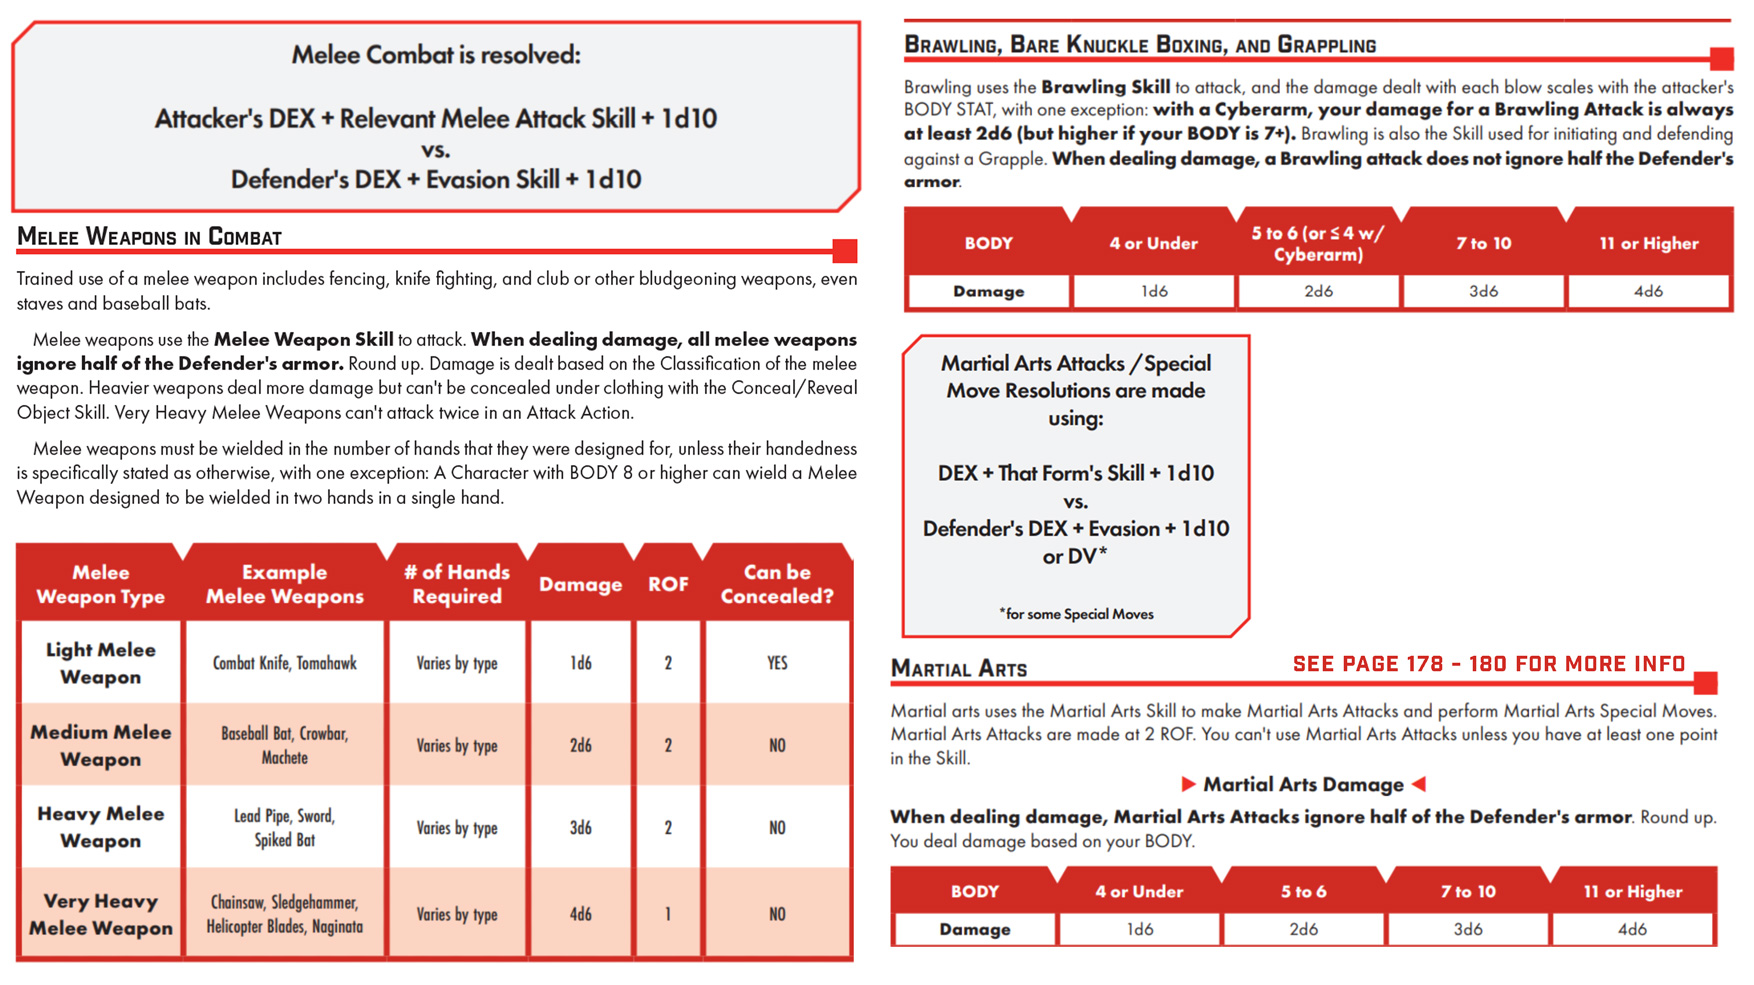 Melee Combat is resolved:
Attacker's DEX + Relevant Melee Attack Skill + 1d10
vs.
Defender's DEX + Evasion Skill + 1d10
MELEE WEAPONS IN COMBAT
Trained use of a melee weapon includes fencing, knife fighting, and club or other bludgeoning weapons, even
staves and baseball bats.
Melee weapons use the Melee Weapon Skill to attack. When dealing damage, all melee weapons
ignore half of the Defender's armor. Round up. Damage is dealt based on the Classification of the melee
weapon. Heavier weapons deal more damage but can't be concealed under clothing with the Conceal/Reveal
Object Skill. Very Heavy Melee Weapons can't attack twice in an Attack Action.
Melee weapons must be wielded in the number of hands that they were designed for, unless their handedness
is specifically stated as otherwise, with one exception: A Character with BODY 8 or higher can wield a Melee
Weapon designed to be wielded in two hands in a single hand.
Melee Weapon Type | Example Melee Weapons | # of Hands Required | Damage | ROF | Can be Concealed?
Light Melee Weapon | Combat Knife, Tomahawk | Varies by type | 1d6 | 2 | YES
Medium Melee Weapon | Baseball Bat, Crowbar, Machete | Varies by type | 2d6 | 2 | NO
Heavy Melee Weapon | Lead Pipe, Sword, Spiked Bat | Varies by type | 3d6 | 2 | NO
Very Heavy Melee Weapon | Chainsaw, Sledgehammer, Helicopter Blades, Naginata | Varies by type | 4d6 | 1 | NO
BRAWLING, BARE KNUCKLE BOXING, AND GRAPPLING
Brawling uses the Brawling Skill to attack, and the damage dealt with each blow scales with the attacker's
BODY STAT, with one exception: with a Cyberarm, your damage for a Brawling Attack is always
at least 2d6 (but higher if your BODY is 7+). Brawling is also the Skill used for initiating and defending
against a Grapple. When dealing damage, a Brawling attack does not ignore half the Defender's
armor.
BODY | 4 or Under | 5 to 6 (or ≤ 4 w/ Cyberarm) | 7 to 10 | 11 or Higher
Damage | 1d6 | 2d6 | 3d6 | 4d6
Martial Arts Attacks / Special
Move Resolutions are made
using:
DEX + That Form's Skill + 1d10
vs.
Defender's DEX + Evasion + 1d10
or DV*
*for some Special Moves
MARTIAL ARTS
SEE PAGE 178 - 180 FOR MORE INFO
Martial arts uses the Martial Arts Skill to make Martial Arts Attacks and perform Martial Arts Special Moves.
Martial Arts Attacks are made at 2 ROF. You can't use Martial Arts Attacks unless you have at least one point
in the Skill.
▶ Martial Arts Damage ◀
When dealing damage, Martial Arts Attacks ignore half of the Defender's armor. Round up.
You deal damage based on your BODY.
BODY | 4 or Under | 5 to 6 | 7 to 10 | 11 or Higher
Damage | 1d6 | 2d6 | 3d6 | 4d6